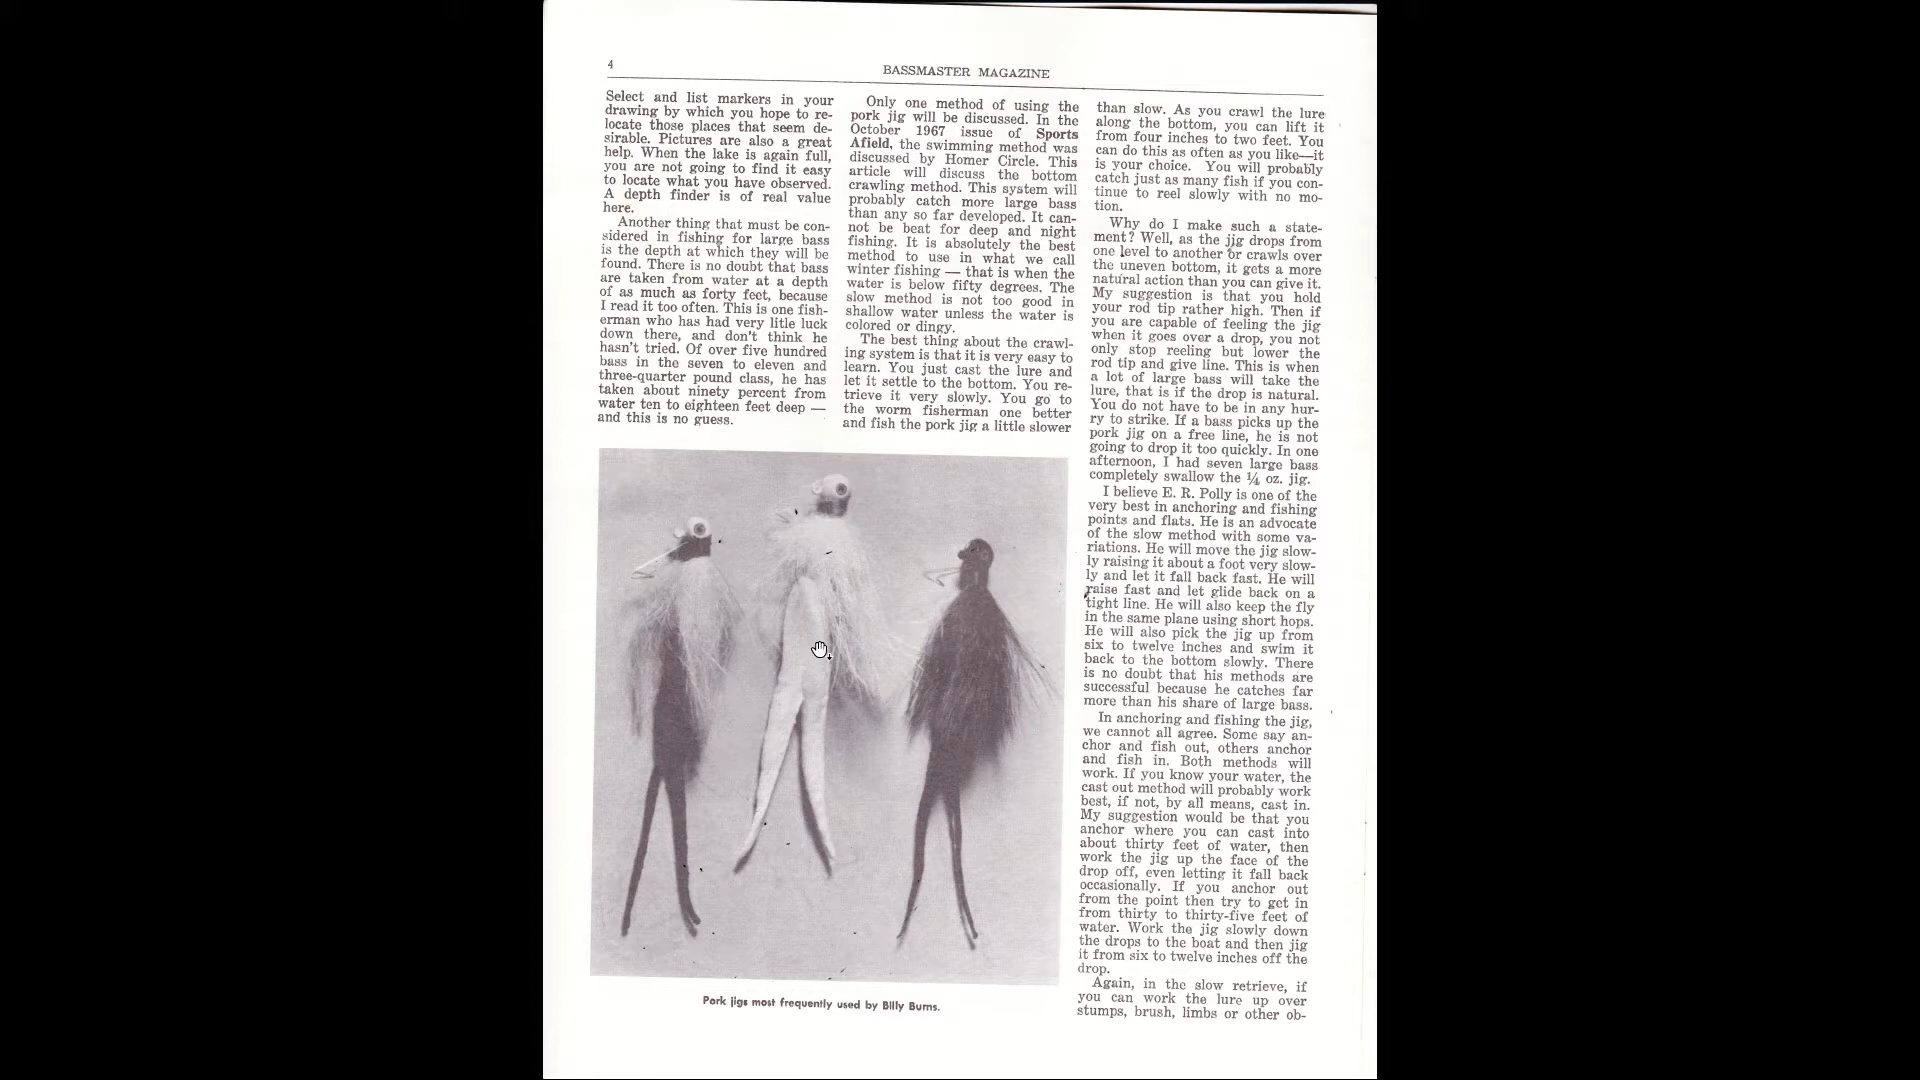 4
BASSMASTER MAGAZINE
Select and list markers in your
drawing by which you hope to re-
locate those places that seem de-
sirable. Pictures are also a great
help. When the lake is again full,
you are not going to find it easy
to locate what you have observed.
A depth finder is of real value
here.
Another thing that must be con-
sidered in fishing for large bass
is the depth at which they will be
found. There is no doubt that bass
are taken from water at a depth
of as much as forty feet, because
I read it too often. This is one fish-
erman who has had very little luck
down there, and don't think he
hasn't tried. Of over five hundred
bass in the seven to eleven and
three-quarter pound class, he has
taken about ninety percent from
water ten to eighteen feet deep —
and this is no guess.
Only one method of using the
pork jig will be discussed. In the
October 1967 issue of Sports
Afield, the swimming method was
discussed by Homer Circle. This
article will discuss the bottom
crawling method. This system will
probably catch more large bass
than any so far developed. It can-
not be beat for deep and night
fishing. It is absolutely the best
method to use in what we call
winter fishing — that is when the
water is below fifty degrees. The
slow method is not too good in
shallow water unless the water is
colored or dingy.
The best thing about the crawl-
ing system is that it is very easy to
learn. You just cast the lure and
let it settle to the bottom. You re-
trieve it very slowly. You go to
the worm fisherman one better
and fish the pork jig a little slower
than slow. As you crawl the lure
along the bottom, you can lift it
from four inches to two feet. You
can do this as often as you like—it
is your choice. You will probably
catch just as many fish if you con-
tinue to reel slowly with no mo-
tion.
Why do I make such a state-
ment? Well, as the jig drops from
one level to another or crawls over
the uneven bottom, it gets a more
natural action than you can give it.
My suggestion is that you hold
your rod tip rather high. Then if
you are capable of feeling the jig
when it goes over a drop, you not
only stop reeling but lower the
rod tip and give line. This is when
a lot of large bass will take the
lure, that is if the drop is natural.
You do not have to be in any hur-
ry to strike. If a bass picks up the
pork jig on a free line, he is not
going to drop it too quickly. In one
afternoon, I had seven large bass
completely swallow the ¼ oz. jig.
I believe E. R. Polly is one of the
very best in anchoring and fishing
points and flats. He is an advocate
of the slow method with some va-
riations. He will move the jig slow-
ly raising it about a foot very slow-
ly and let it fall back fast. He will
raise fast and let glide back on a
tight line. He will also keep the fly
in the same plane using short hops.
He will also pick the jig up from
six to twelve inches and swim it
back to the bottom slowly. There
is no doubt that his methods are
successful because he catches far
more than his share of large bass.
In anchoring and fishing the jig,
we cannot all agree. Some say an-
chor and fish out, others anchor
and fish in. Both methods will
work. If you know your water, the
cast out method will probably work
best, if not, by all means, cast in.
My suggestion would be that you
anchor where you can cast into
about thirty feet of water, then
work the jig up the face of the
drop off, even letting it fall back
occasionally. If you anchor out
from the point then try to get in
from thirty to thirty-five feet of
water. Work the jig slowly down
the drops to the boat and then jig
it from six to twelve inches off the
drop.
Again, in the slow retrieve, if
you can work the lure up over
stumps, brush, limbs or other ob-
Pork jigs most frequently used by Billy Burns.